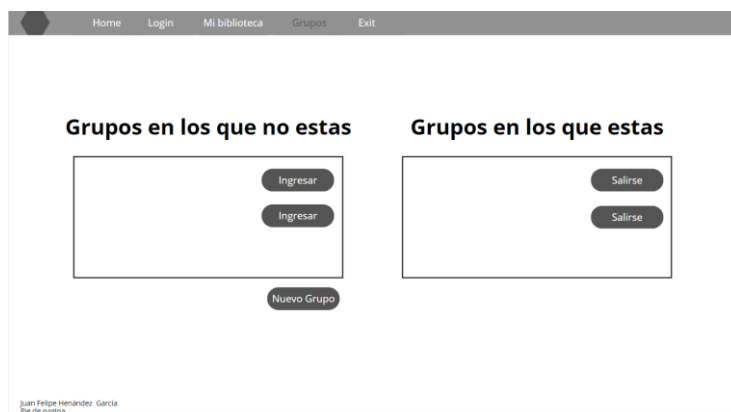 Home Login Mi biblioteca Grupos Exit
Grupos en los que no estas
Ingresar
Ingresar
Nuevo Grupo
Grupos en los que estas
Salirse
Salirse
Juan Felipe Henández García
Pie de pagina